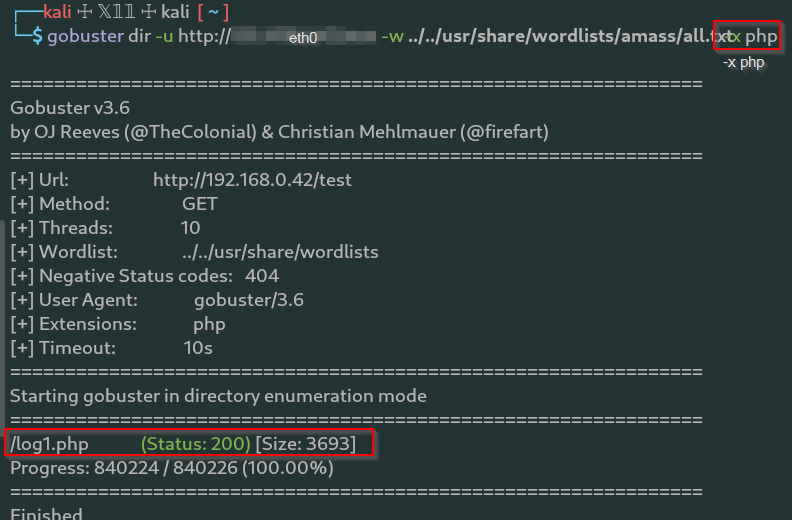 kali ☩ 𝕏𝟙𝟙 ☩ kali [ ~ ]
$ gobuster dir -u http:// eth0 -w ../../usr/share/wordlists/amass/all.txt -x php
-x php
===============================================================
Gobuster v3.6
by OJ Reeves (@TheColonial) & Christian Mehlmauer (@firefart)
===============================================================
[+] Url: http://192.168.0.42/test
[+] Method: GET
[+] Threads: 10
[+] Wordlist: ../../usr/share/wordlists
[+] Negative Status codes: 404
[+] User Agent: gobuster/3.6
[+] Extensions: php
[+] Timeout: 10s
===============================================================
Starting gobuster in directory enumeration mode
===============================================================
/log1.php (Status: 200) [Size: 3693]
Progress: 840224 / 840226 (100.00%)
===============================================================
Finished